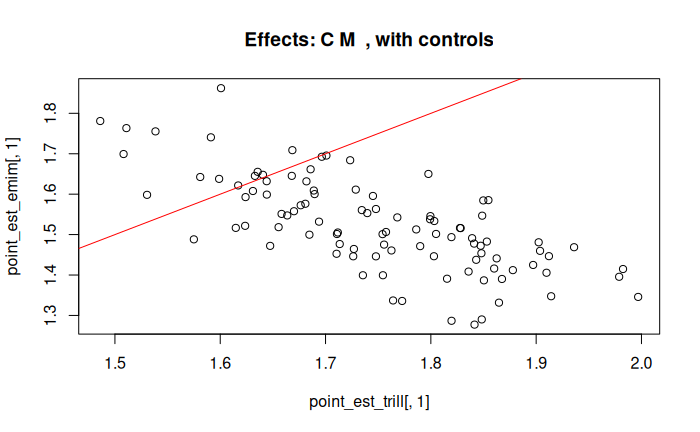 Effects: C M  , with controls
point_est_emim[, 1]
1.8
1.7
1.6
1.5
1.4
1.3
1.5 1.6 1.7 1.8 1.9 2.0
point_est_trill[, 1]